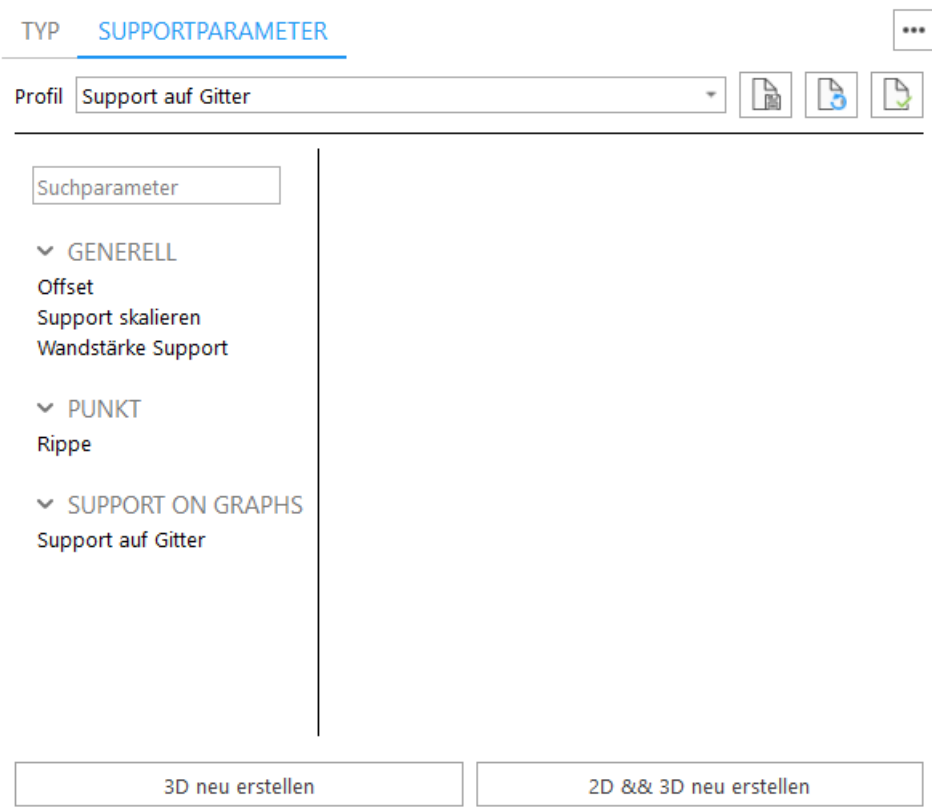 TYP SUPPORTPARAMETER
Profil Support auf Gitter
Suchparameter
GENERELL
Offset
Support skalieren
Wandstärke Support
PUNKT
Rippe
SUPPORT ON GRAPHS
Support auf Gitter
3D neu erstellen 2D && 3D neu erstellen